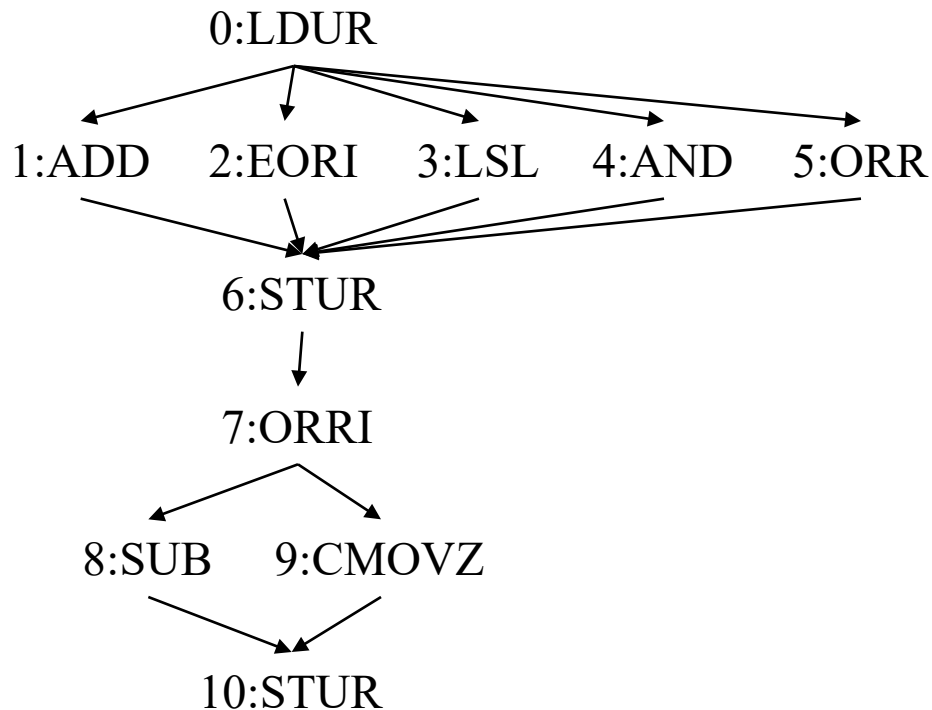 0:LDUR
1:ADD 2:EORI 3:LSL 4:AND 5:ORR
6:STUR
7:ORRI
8:SUB 9:CMOVZ
10:STUR